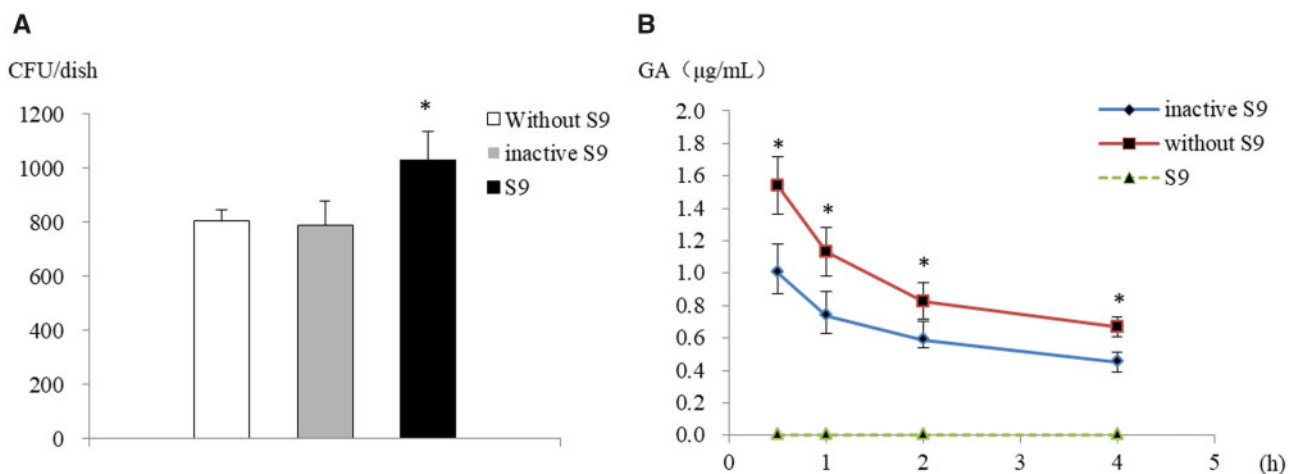 A
CFU/dish
1200
1000
800
600
400
200
0
*
Without S9
inactive S9
S9
B
GA（μg/mL）
2.0
1.8
1.6
1.4
1.2
1.0
0.8
0.6
0.4
0.2
0.0
*
*
*
*
inactive S9
without S9
S9
0 1 2 3 4 5 (h)